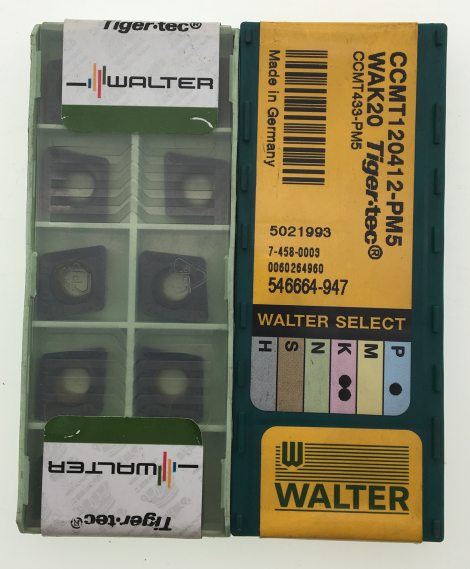 Tiger·tec®
WALTER
WALTER
Tiger·tec®
CCMT120412-PM5
WAK20 Tiger·tec®
CCMT433-PM5
Made in Germany
5021993
7-458-0003
0060264960
546664-947
WALTER SELECT
H S N K M P
WALTER